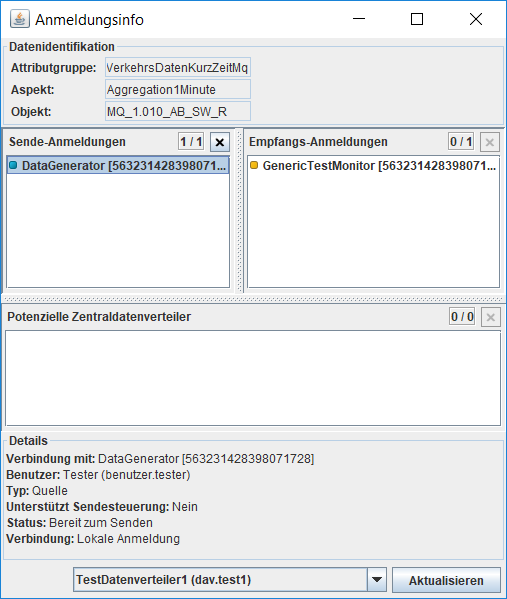 Anmeldungsinfo
Datenidentifikation
Attributgruppe: VerkehrsDatenKurzZeitMq
Aspekt: Aggregation1Minute
Objekt: MQ_1.010_AB_SW_R
Sende-Anmeldungen 1 / 1
Empfangs-Anmeldungen 0 / 1
DataGenerator [563231428398071...
GenericTestMonitor [563231428398071...
Potenzielle Zentraldatenverteiler 0 / 0
Details
Verbindung mit: DataGenerator [563231428398071728]
Benutzer: Tester (benutzer.tester)
Typ: Quelle
Unterstützt Sendesteuerung: Nein
Status: Bereit zum Senden
Verbindung: Lokale Anmeldung
TestDatenverteiler1 (dav.test1) Aktualisieren